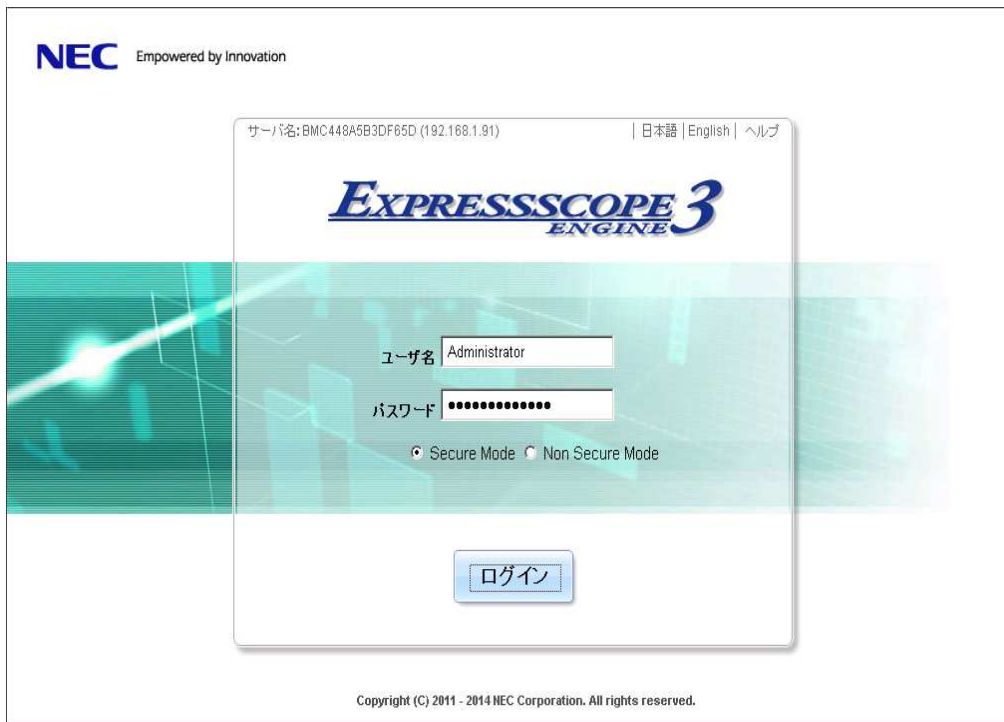 NEC Empowered by Innovation
サーバ名: BMC448A5B3DF65D (192.168.1.91) | 日本語 | English | ヘルプ
EXPRESSSCOPE 3
ENGINE
ユーザ名 Administrator
パスワード ●●●●●●●●●●●●●
Secure Mode Non Secure Mode
ログイン
Copyright (C) 2011 - 2014 NEC Corporation. All rights reserved.